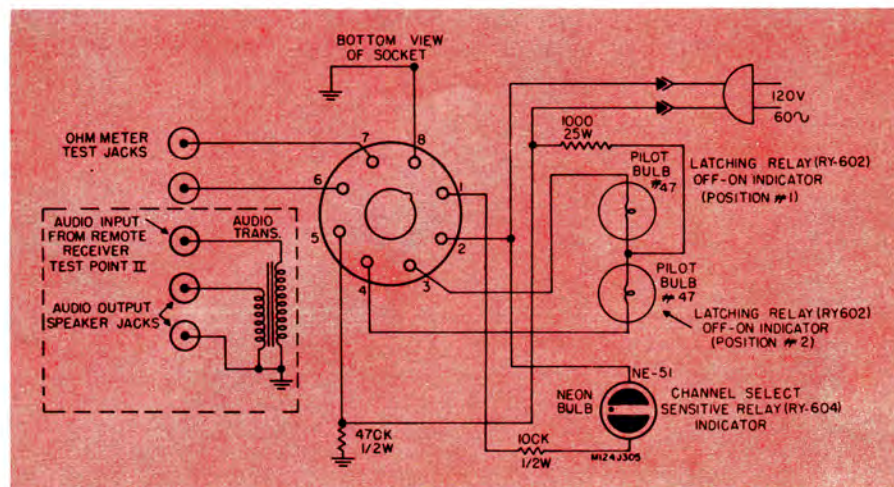 BOTTOM VIEW
OF SOCKET
OHM METER
TEST JACKS
7
8
6
1
5
2
4
3
120V
60∿
1000
25W
PILOT
BULB
#47
LATCHING RELAY (RY-602)
OFF-ON INDICATOR
(POSITION #1)
AUDIO INPUT
FROM REMOTE
RECEIVER
TEST POINT II
AUDIO
TRANS.
AUDIO OUTPUT
SPEAKER JACKS
PILOT
BULB
#47
LATCHING RELAY (RY602)
OFF-ON INDICATOR
(POSITION #2)
NE-51
NEON
BULB
CHANNEL SELECT
SENSITIVE RELAY (RY-604)
INDICATOR
470K
1/2W
100K
1/2W
M124J305